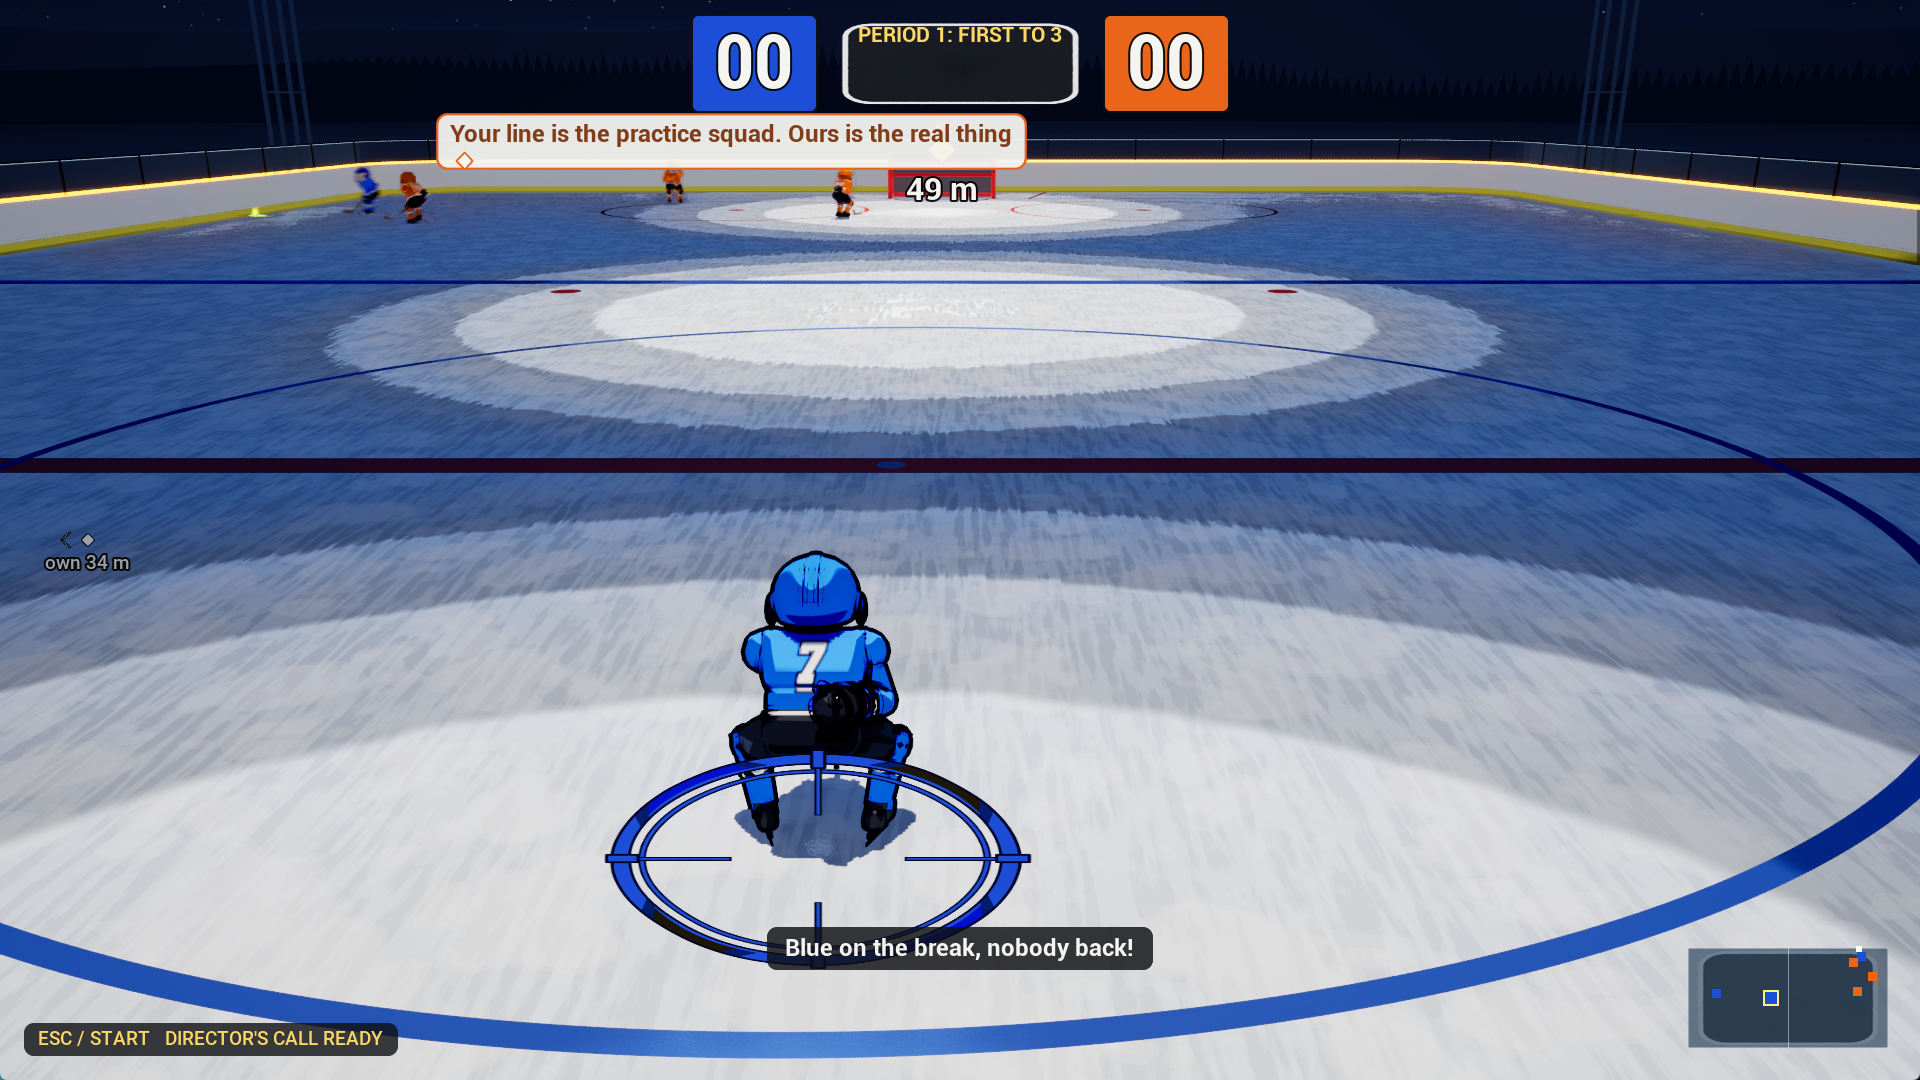 00
PERIOD 1: FIRST TO 3
00
Your line is the practice squad. Ours is the real thing
49 m
own 34 m
7
Blue on the break, nobody back!
ESC / START DIRECTOR'S CALL READY